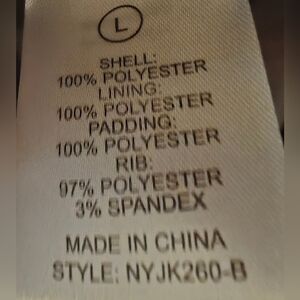 L
SHELL:
100% POLYESTER
LINING:
100% POLYESTER
PADDING:
100% POLYESTER
RIB:
97% POLYESTER
3% SPANDEX
MADE IN CHINA
STYLE: NYJK260-B